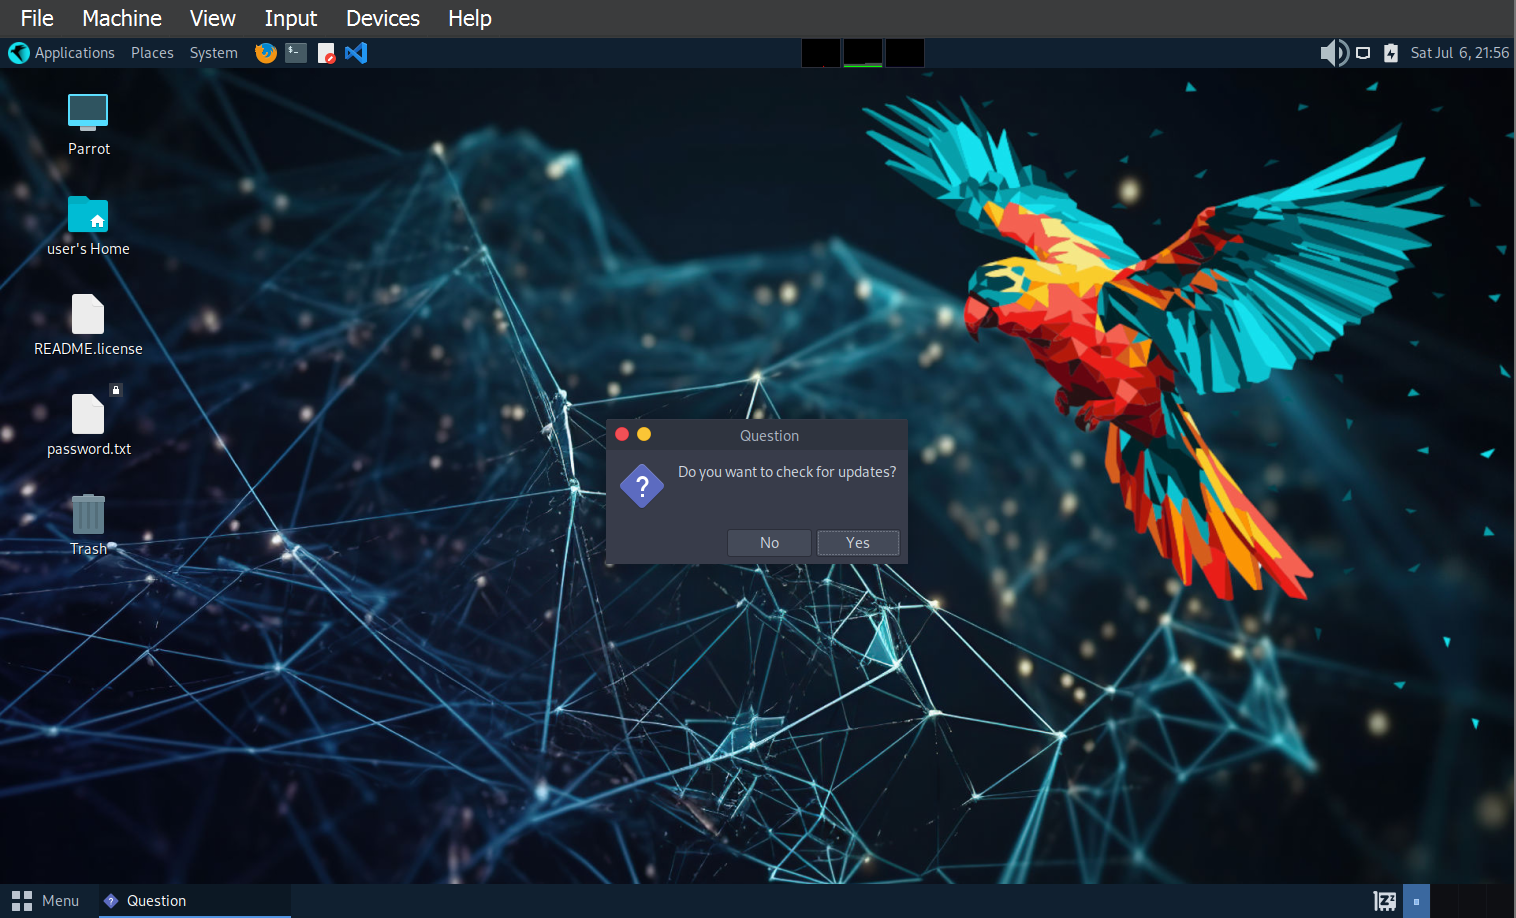 File Machine View Input Devices Help
Applications Places System
Sat Jul 6, 21:56
Parrot
user's Home
README.license
password.txt
Trash
Question
? Do you want to check for updates?
No Yes
Menu ? Question